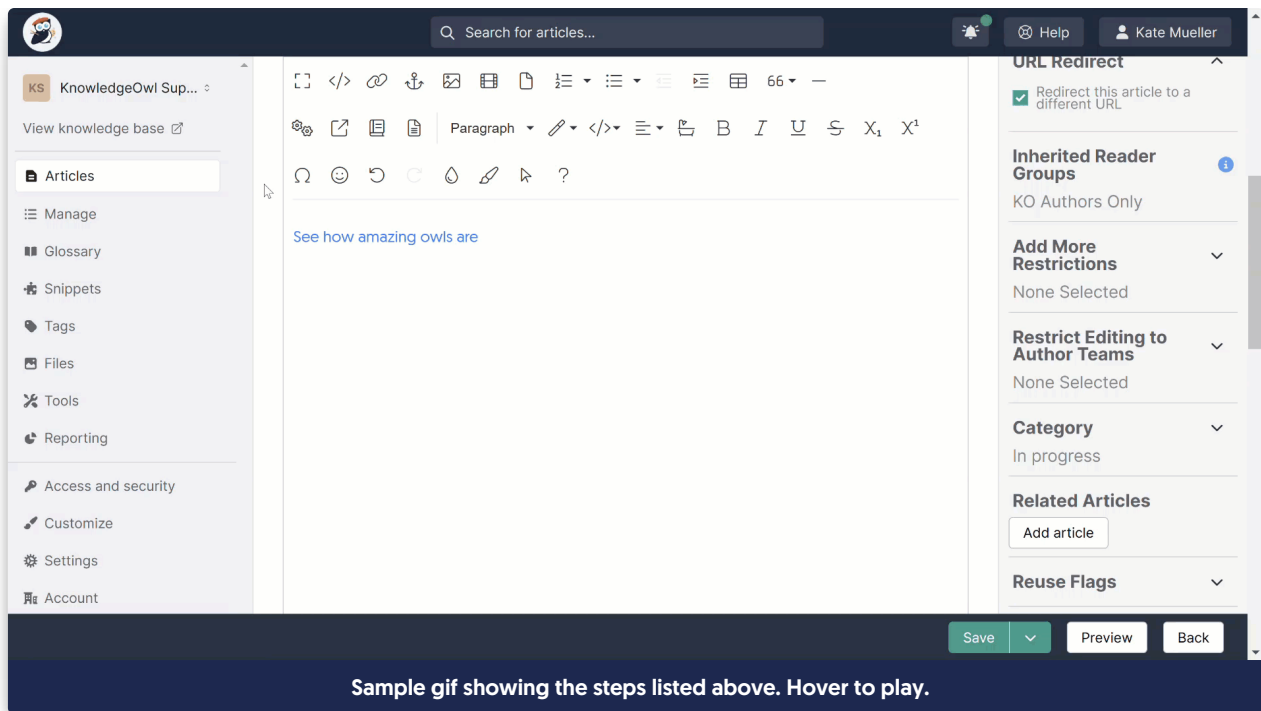 Search for articles...
Help
Kate Mueller
KS
KnowledgeOwl Sup...
View knowledge base
Articles
Manage
Glossary
Snippets
Tags
Files
Tools
Reporting
Access and security
Customize
Settings
Account
66
Paragraph
B I U S X₁ X¹
Ω
?
See how amazing owls are
URL Redirect
Redirect this article to a
different URL
Inherited Reader
Groups
KO Authors Only
Add More
Restrictions
None Selected
Restrict Editing to
Author Teams
None Selected
Category
In progress
Related Articles
Add article
Reuse Flags
Save
Preview
Back
Sample gif showing the steps listed above. Hover to play.